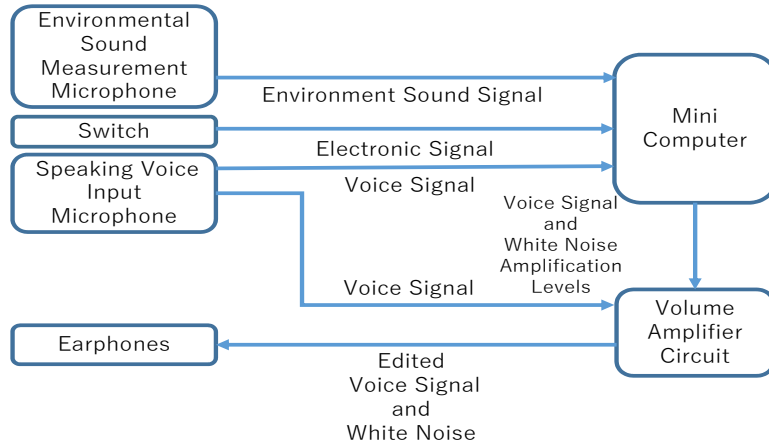 Environmental
Sound
Measurement
Microphone
Environment Sound Signal
Switch
Electronic Signal
Speaking Voice
Input
Microphone
Voice Signal
Mini
Computer
Voice Signal
and
White Noise
Amplification
Levels
Voice Signal
Volume
Amplifier
Circuit
Earphones
Edited
Voice Signal
and
White Noise